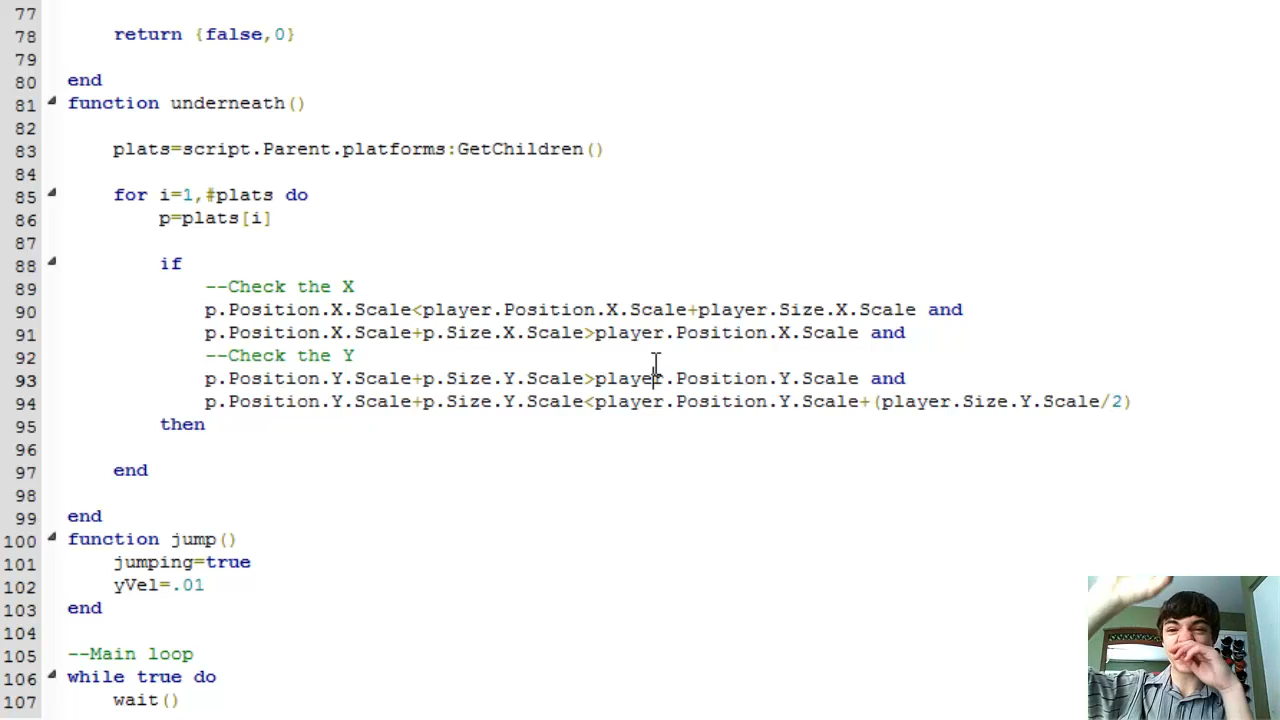 77
78 return {false,0}
79
80 end
81 function underneath()
82
83 plats=script.Parent.platforms:GetChildren()
84
85 for i=1,#plats do
86 p=plats[i]
87
88 if
89 --Check the X
90 p.Position.X.Scale<player.Position.X.Scale+player.Size.X.Scale and
91 p.Position.X.Scale+p.Size.X.Scale>player.Position.X.Scale and
92 --Check the Y
93 p.Position.Y.Scale+p.Size.Y.Scale>player.Position.Y.Scale and
94 p.Position.Y.Scale+p.Size.Y.Scale<player.Position.Y.Scale+(player.Size.Y.Scale/2)
95 then
96
97 end
98
99 end
100 function jump()
101 jumping=true
102 yVel=.01
103 end
104
105 --Main loop
106 while true do
107 wait()